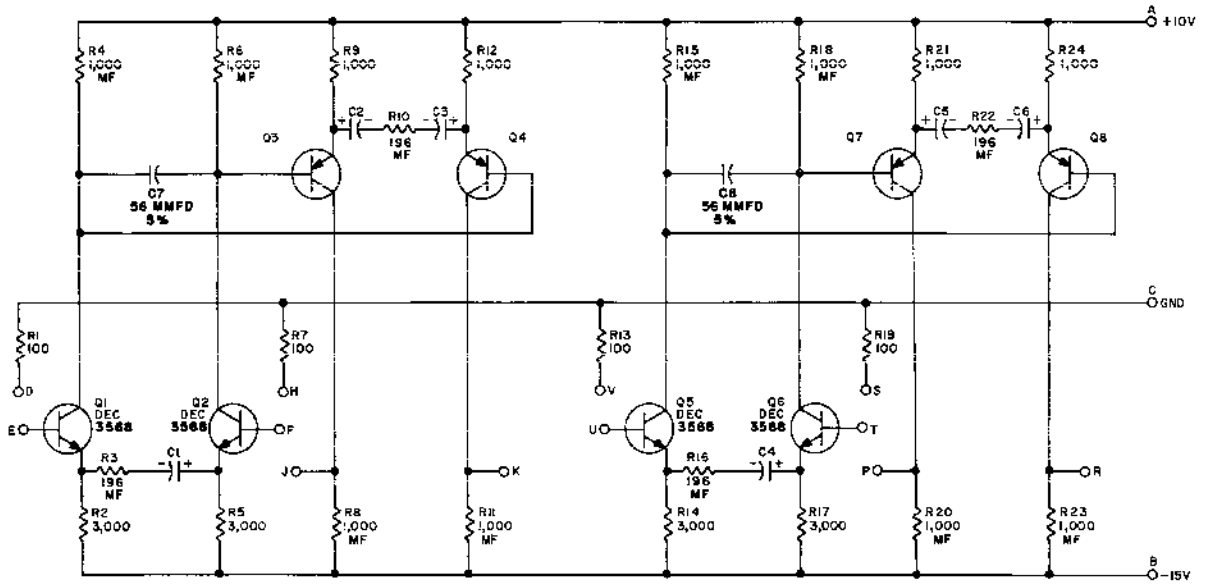 A
+10V
R4
1,000
MF
R6
1,000
MF
R9
1,000
R12
1,000
R15
1,000
MF
R18
1,000
MF
R21
1,000
R24
1,000
+ C2 -
R10
196
MF
- C3 +
+ C5 -
R22
196
MF
- C6 +
Q3
Q4
Q7
Q8
C7
56 MMFD
5%
C8
56 MMFD
5%
C
GND
R1
100
R7
100
R13
100
R19
100
D
H
V
S
Q1
DEC
3568
Q2
DEC
3568
Q5
DEC
3568
Q6
DEC
3568
E
F
U
T
R3
196
MF
- C1 +
R16
196
MF
- C4 +
J
K
P
R
R2
3,000
R5
3,000
R8
1,000
MF
R11
1,000
MF
R14
3,000
R17
3,000
R20
1,000
MF
R23
1,000
MF
B
-15V